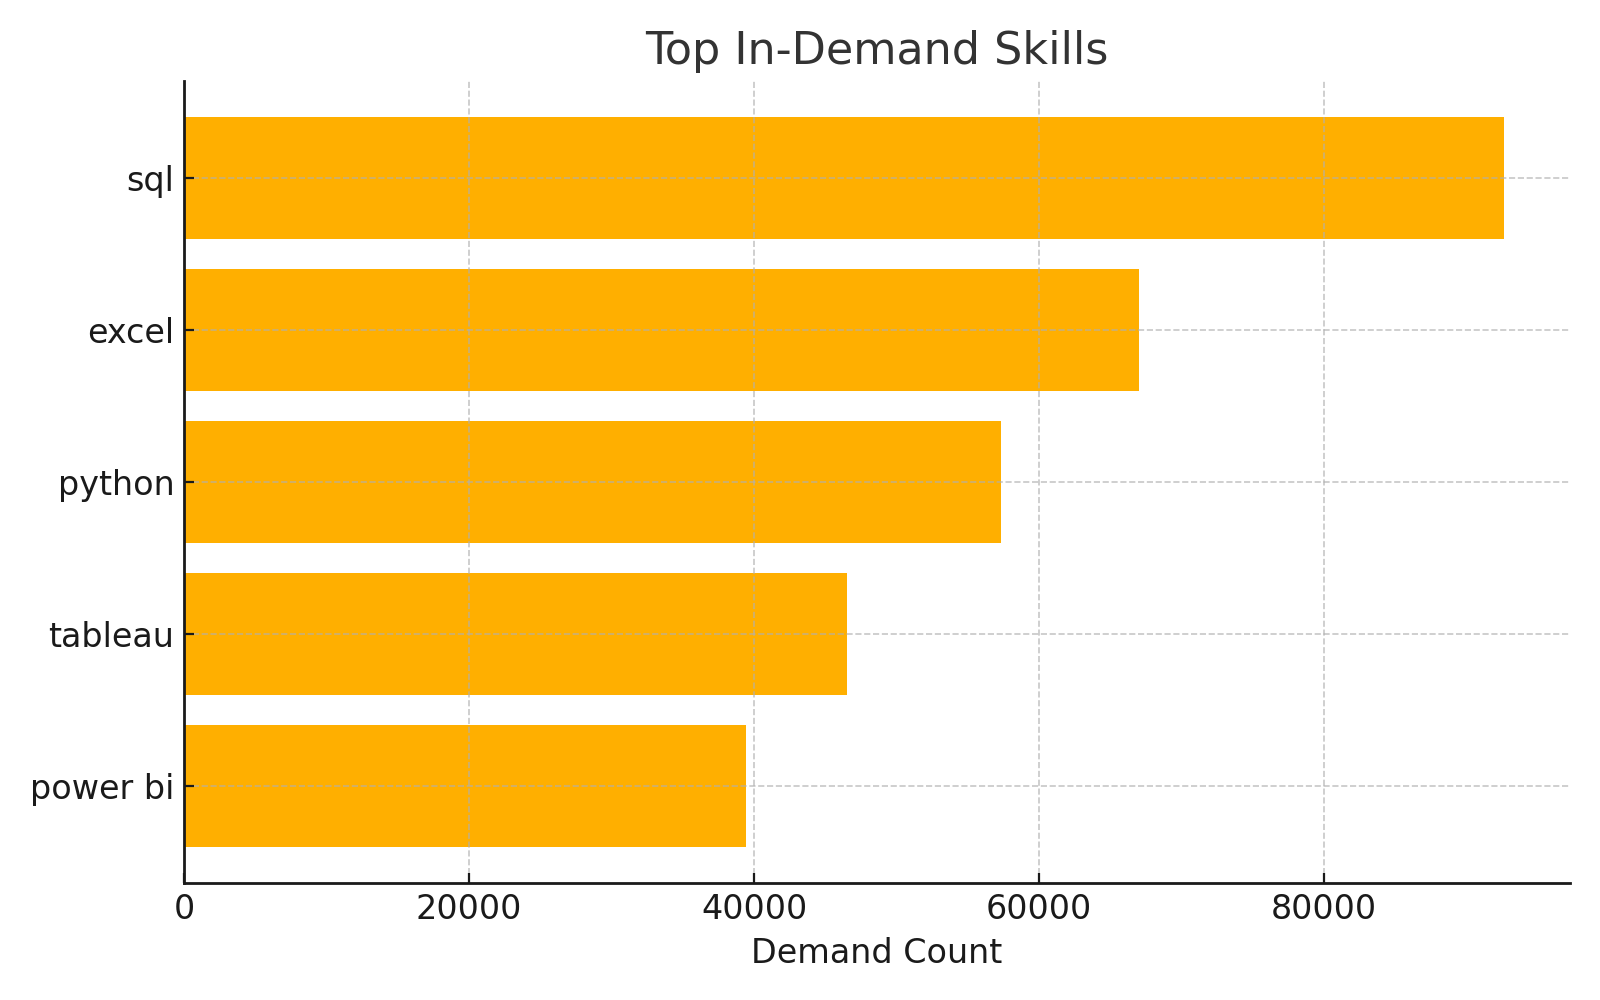 Top In-Demand Skills
sql
excel
python
tableau
power bi
0 20000 40000 60000 80000
Demand Count